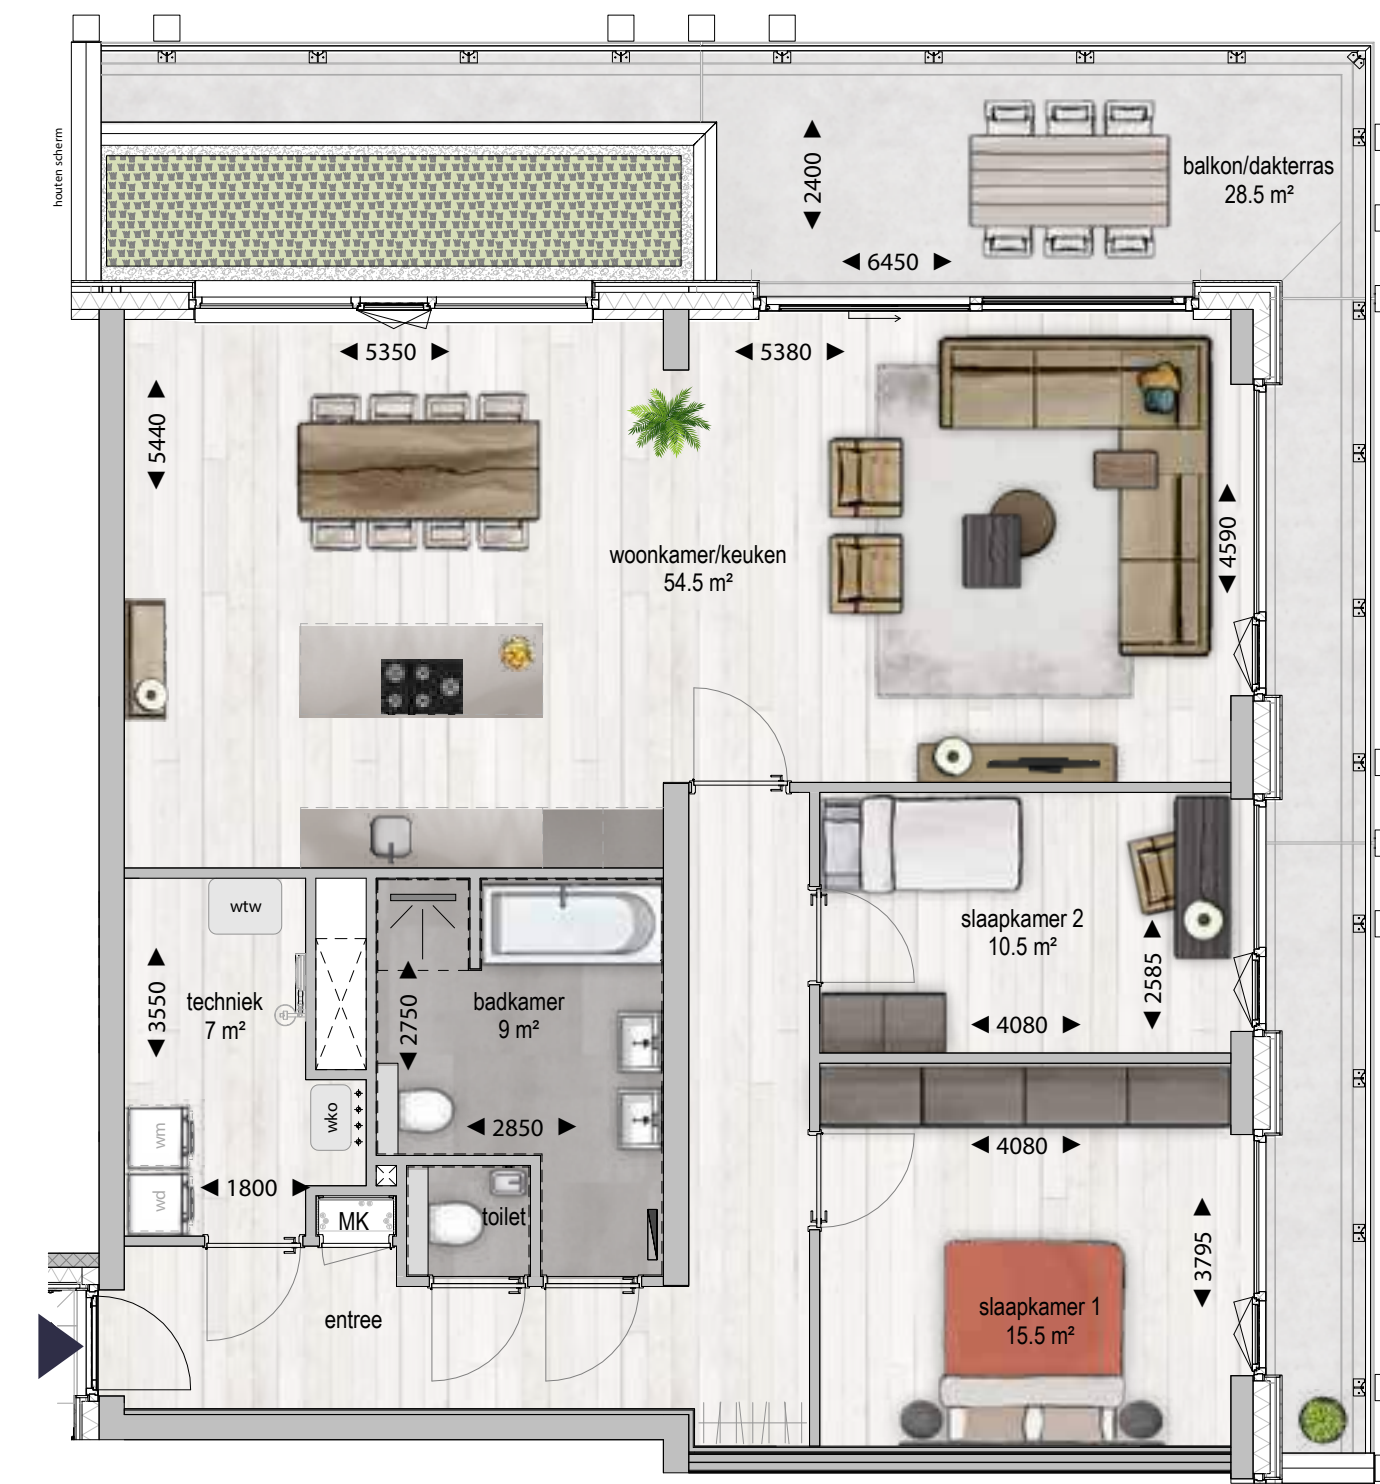 houten scherm
2400
balkon/dakterras
28.5 m²
6450
5350
5380
5440
4590
woonkamer/keuken
54.5 m²
wtw
slaapkamer 2
10.5 m²
2585
4080
3550
techniek
7 m²
2750
badkamer
9 m²
wko
wm
2850
4080
wd
1800
MK
toilet
3795
entree
slaapkamer 1
15.5 m²